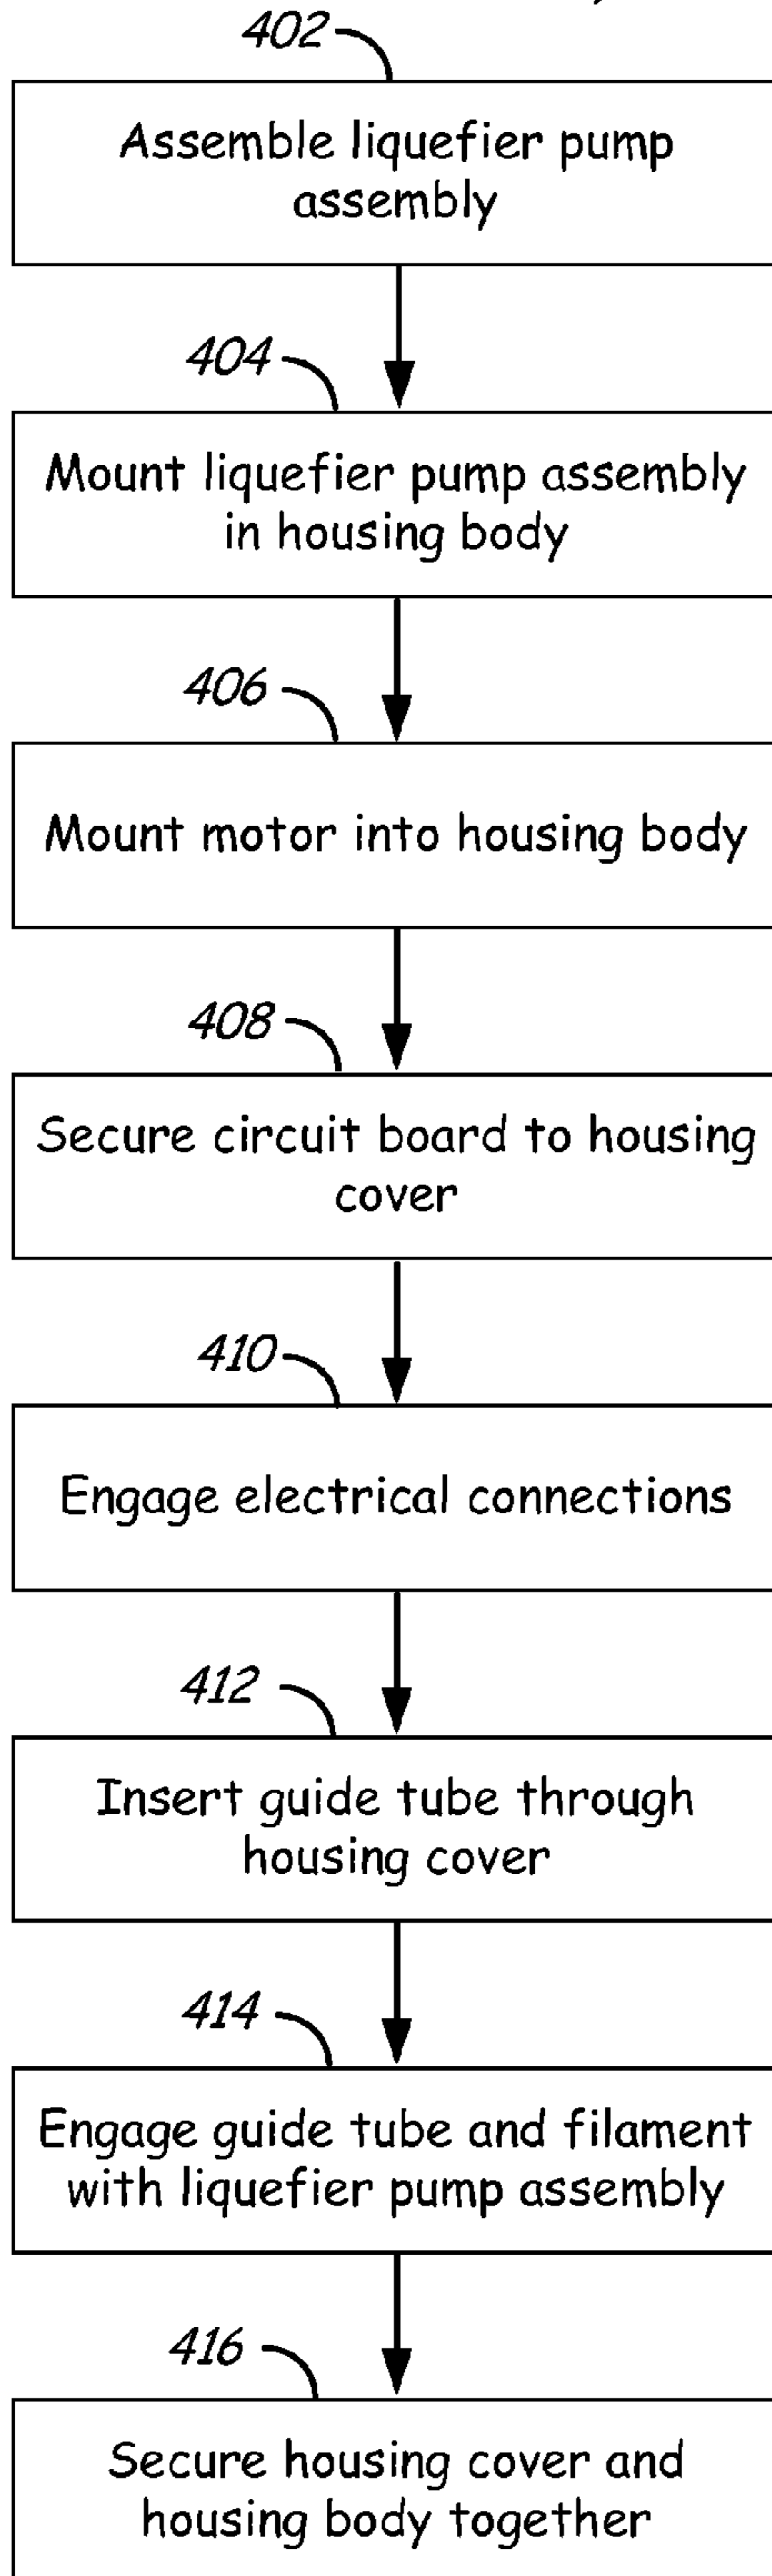 402
Assemble liquefier pump
assembly
404
Mount liquefier pump assembly
in housing body
406
Mount motor into housing body
408
Secure circuit board to housing
cover
410
Engage electrical connections
412
Insert guide tube through
housing cover
414
Engage guide tube and filament
with liquefier pump assembly
416
Secure housing cover and
housing body together